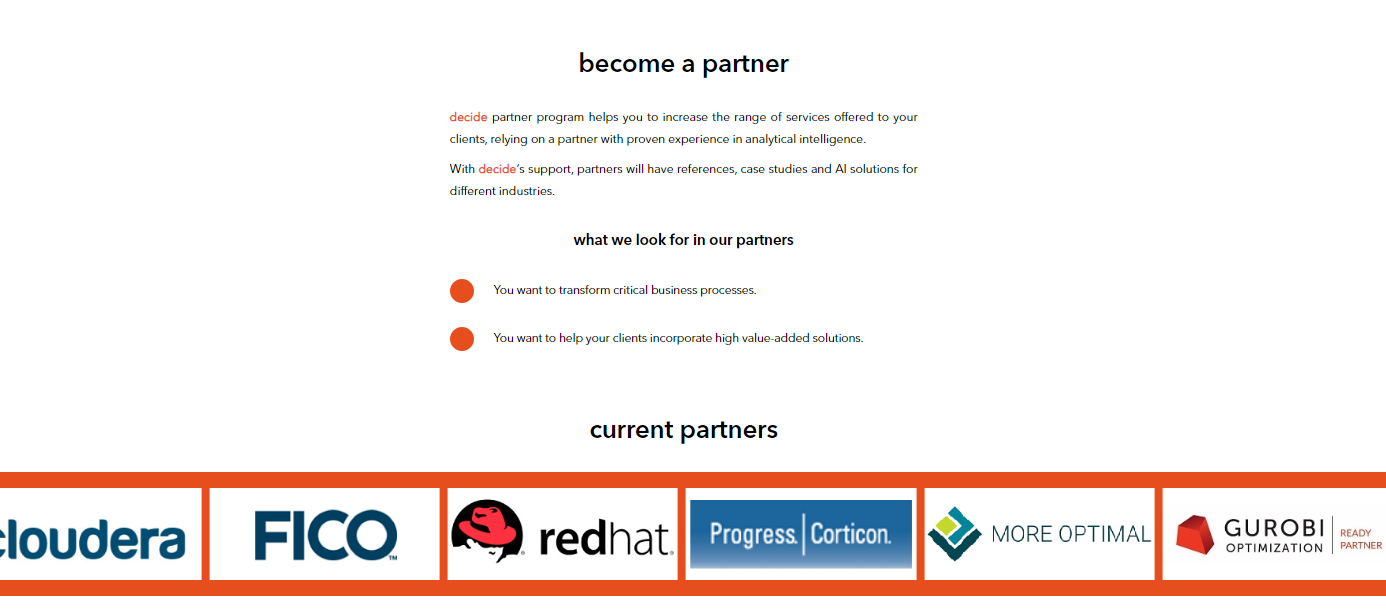 become a partner
decide partner program helps you to increase the range of services offered to your
clients, relying on a partner with proven experience in analytical intelligence.
With decide's support, partners will have references, case studies and AI solutions for
different industries.
what we look for in our partners
You want to transform critical business processes.
You want to help your clients incorporate high value-added solutions.
current partners
cloudera
FICO™
redhat.
Progress | Corticon.
MORE OPTIMAL
GUROBI
OPTIMIZATION
READY
PARTNER